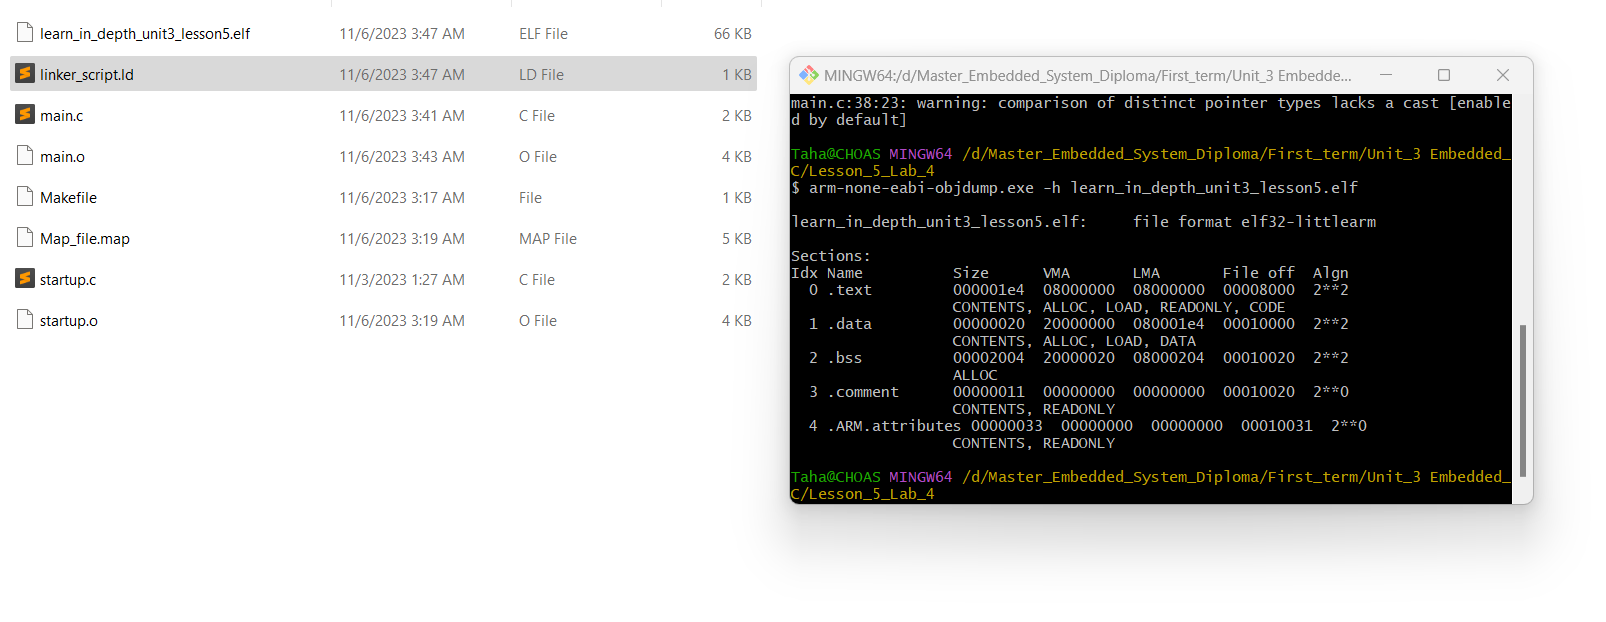 learn_in_depth_unit3_lesson5.elf 11/6/2023 3:47 AM ELF File 66 KB
linker_script.ld 11/6/2023 3:47 AM LD File 1 KB
main.c 11/6/2023 3:41 AM C File 2 KB
main.o 11/6/2023 3:43 AM O File 4 KB
Makefile 11/6/2023 3:17 AM File 1 KB
Map_file.map 11/6/2023 3:19 AM MAP File 5 KB
startup.c 11/3/2023 1:27 AM C File 2 KB
startup.o 11/6/2023 3:19 AM O File 4 KB
MINGW64:/d/Master_Embedded_System_Diploma/First_term/Unit_3 Embedde...
main.c:38:23: warning: comparison of distinct pointer types lacks a cast [enable
d by default]
Taha@CHOAS MINGW64 /d/Master_Embedded_System_Diploma/First_term/Unit_3 Embedded_
C/Lesson_5_Lab_4
$ arm-none-eabi-objdump.exe -h learn_in_depth_unit3_lesson5.elf
learn_in_depth_unit3_lesson5.elf:     file format elf32-littlearm
Sections:
Idx Name          Size      VMA       LMA       File off  Algn
  0 .text         000001e4  08000000  08000000  00008000  2**2
                  CONTENTS, ALLOC, LOAD, READONLY, CODE
  1 .data         00000020  20000000  080001e4  00010000  2**2
                  CONTENTS, ALLOC, LOAD, DATA
  2 .bss          00002004  20000020  08000204  00010020  2**2
                  ALLOC
  3 .comment      00000011  00000000  00000000  00010020  2**0
                  CONTENTS, READONLY
  4 .ARM.attributes 00000033  00000000  00000000  00010031  2**0
                  CONTENTS, READONLY
Taha@CHOAS MINGW64 /d/Master_Embedded_System_Diploma/First_term/Unit_3 Embedded_
C/Lesson_5_Lab_4